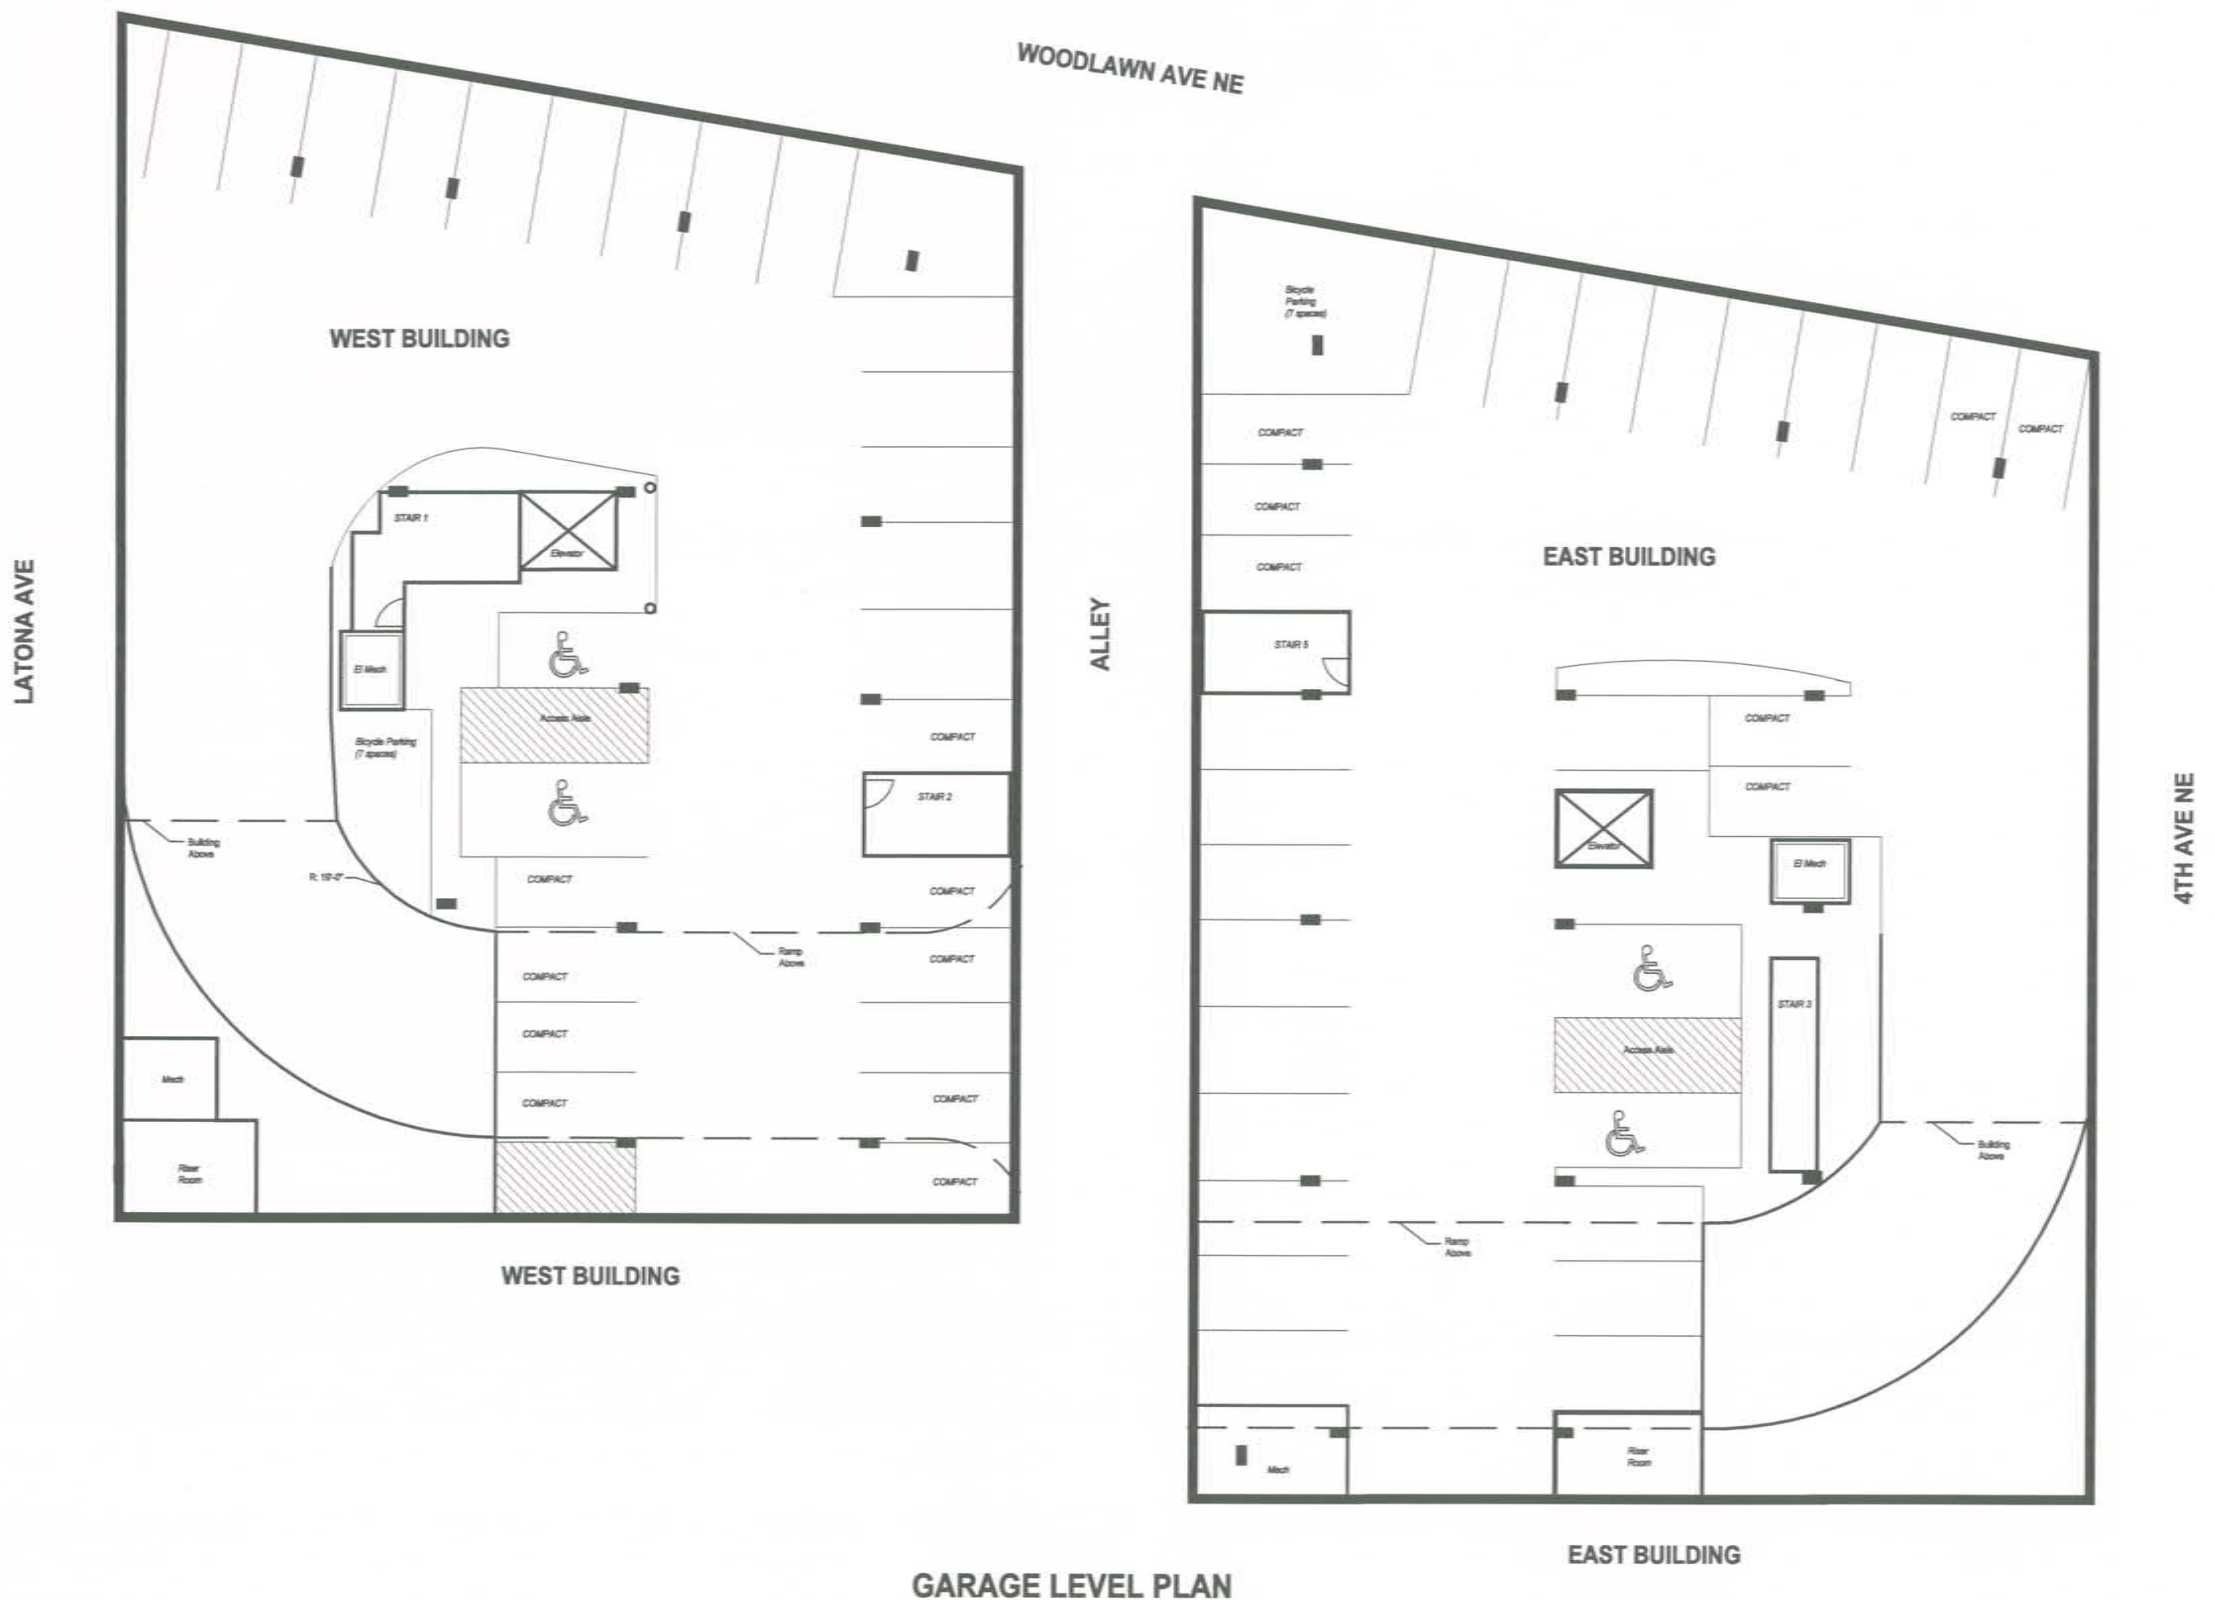 WOODLAWN AVE NE
WEST BUILDING
Bicycle
Parking
(7 spaces)
COMPACT
COMPACT
COMPACT
COMPACT
COMPACT
EAST BUILDING
STAIR 1
Elevator
LATONA AVE
ALLEY
4TH AVE NE
El Mech
Access Aisle
Bicycle Parking
(7 spaces)
COMPACT
STAIR 2
Building
Above
R: 19'-0"
COMPACT
COMPACT
COMPACT
COMPACT
Ramp
Above
COMPACT
COMPACT
COMPACT
COMPACT
Mech
Riser
Room
WEST BUILDING
STAIR 5
COMPACT
COMPACT
Elevator
El Mech
STAIR 3
Access Aisle
Building
Above
Ramp
Above
Mech
Riser
Room
EAST BUILDING
GARAGE LEVEL PLAN